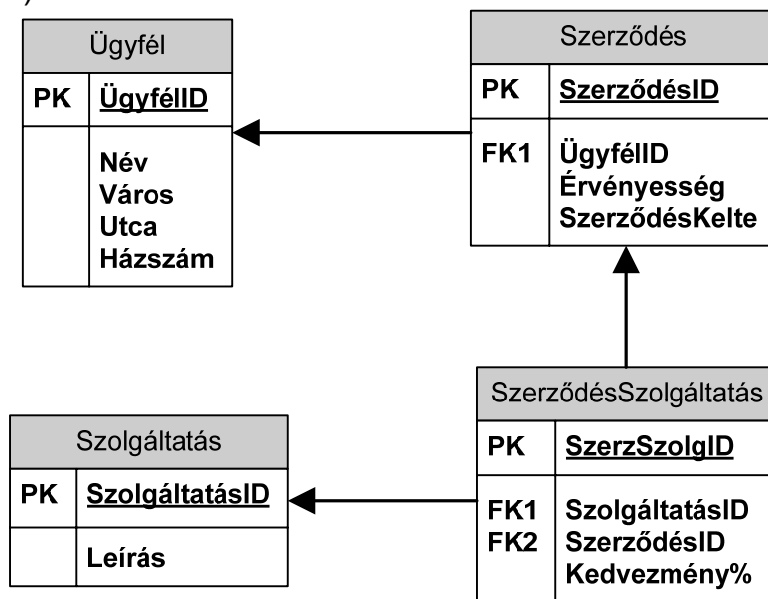 )
Ügyfél
PK ÜgyfélID
Név
Város
Utca
Házszám
Szerződés
PK SzerződésID
FK1 ÜgyfélID
Érvényesség
SzerződésKelte
Szolgáltatás
PK SzolgáltatásID
Leírás
SzerződésSzolgáltatás
PK SzerzSzolgID
FK1 SzolgáltatásID
FK2 SzerződésID
Kedvezmény%